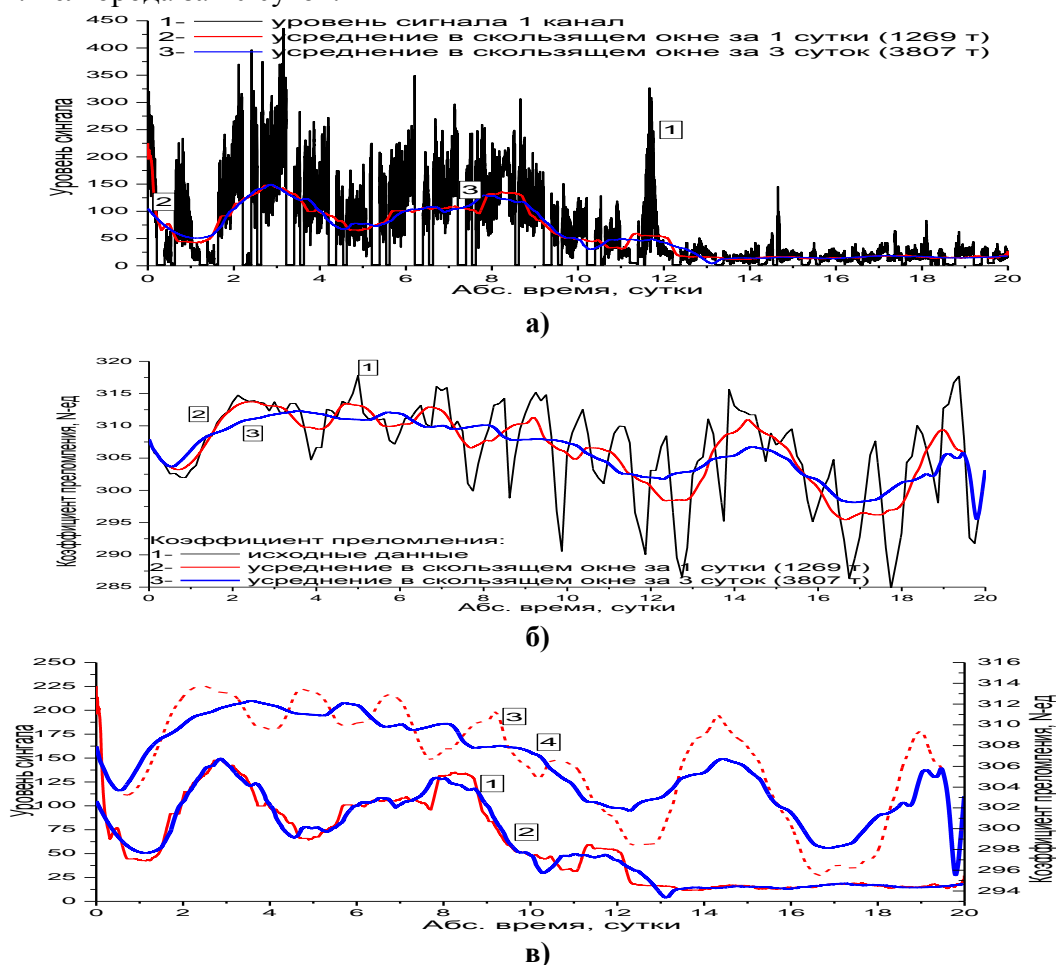 1- уровень сигнала 1 канал
2- усреднение в скользящем окне за 1 сутки (1269 т)
3- усреднение в скользящем окне за 3 суток (3807 т)
Уровень сингала
450
400
350
300
250
200
150
100
50
0
1
2
3
0 2 4 6 8 10 12 14 16 18 20
Абс. время, сутки
а)
Коэффициент преломления, N-ед
320
315
310
305
300
295
290
285
1
2
3
Коэффициент преломления:
1- исходные данные
2- усреднение в скользящем окне за 1 сутки (1269 т)
3- усреднение в скользящем окне за 3 суток (3807 т)
0 2 4 6 8 10 12 14 16 18 20
Абс. время, сутки
б)
Уровень сингала
250
225
200
175
150
125
100
75
50
25
0
3
4
1
2
316
314
312
310
308
306
304
302
300
298
296
294
Коэффициент преломления, N-ед
0 2 4 6 8 10 12 14 16 18 20
Абс. время, сутки
в)